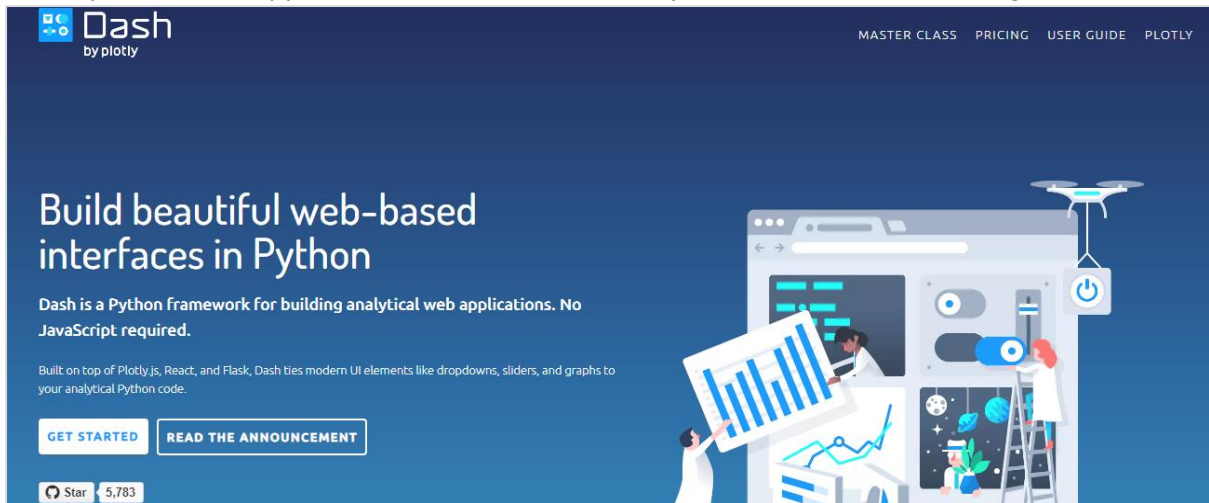 Dash
by plotly
MASTER CLASS PRICING USER GUIDE PLOTLY
Build beautiful web-based
interfaces in Python
Dash is a Python framework for building analytical web applications. No
JavaScript required.
Built on top of Plotly.js, React, and Flask, Dash ties modern UI elements like dropdowns, sliders, and graphs to
your analytical Python code.
GET STARTED READ THE ANNOUNCEMENT
Star 5,783